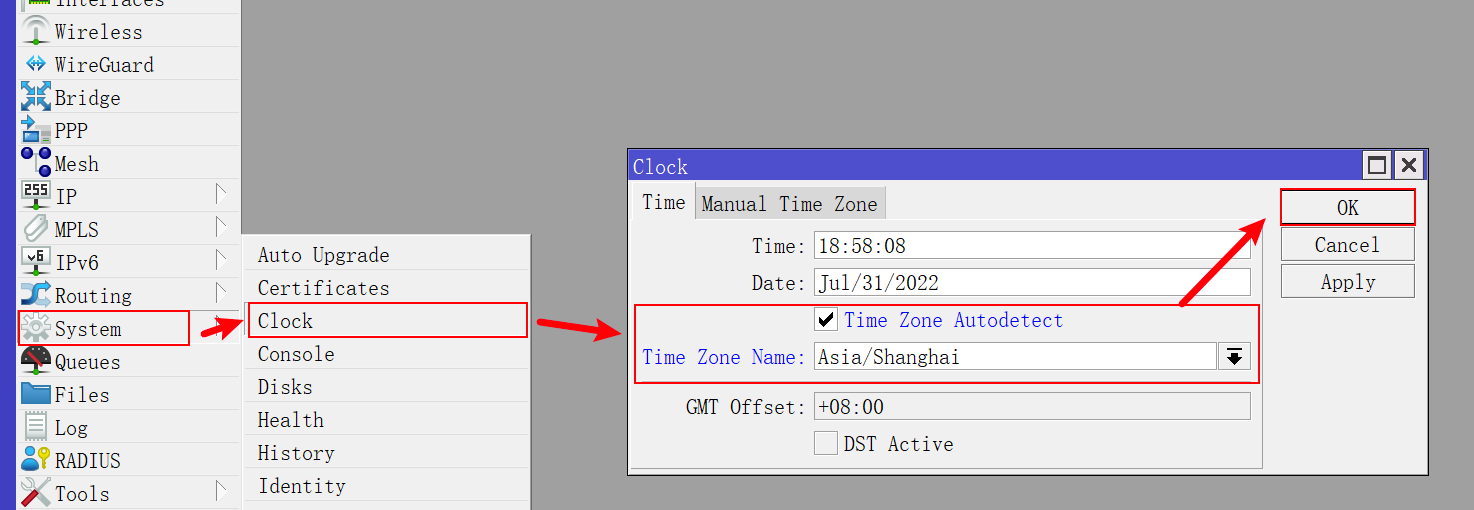 Interfaces
Wireless
WireGuard
Bridge
PPP
Mesh
255
IP
MPLS
v6
IPv6
Routing
System
Queues
Files
Log
RADIUS
Tools
Auto Upgrade
Certificates
Clock
Console
Disks
Health
History
Identity
Clock
Time
Manual Time Zone
Time: 18:58:08
Date: Jul/31/2022
Time Zone Autodetect
Time Zone Name: Asia/Shanghai
GMT Offset: +08:00
DST Active
OK
Cancel
Apply